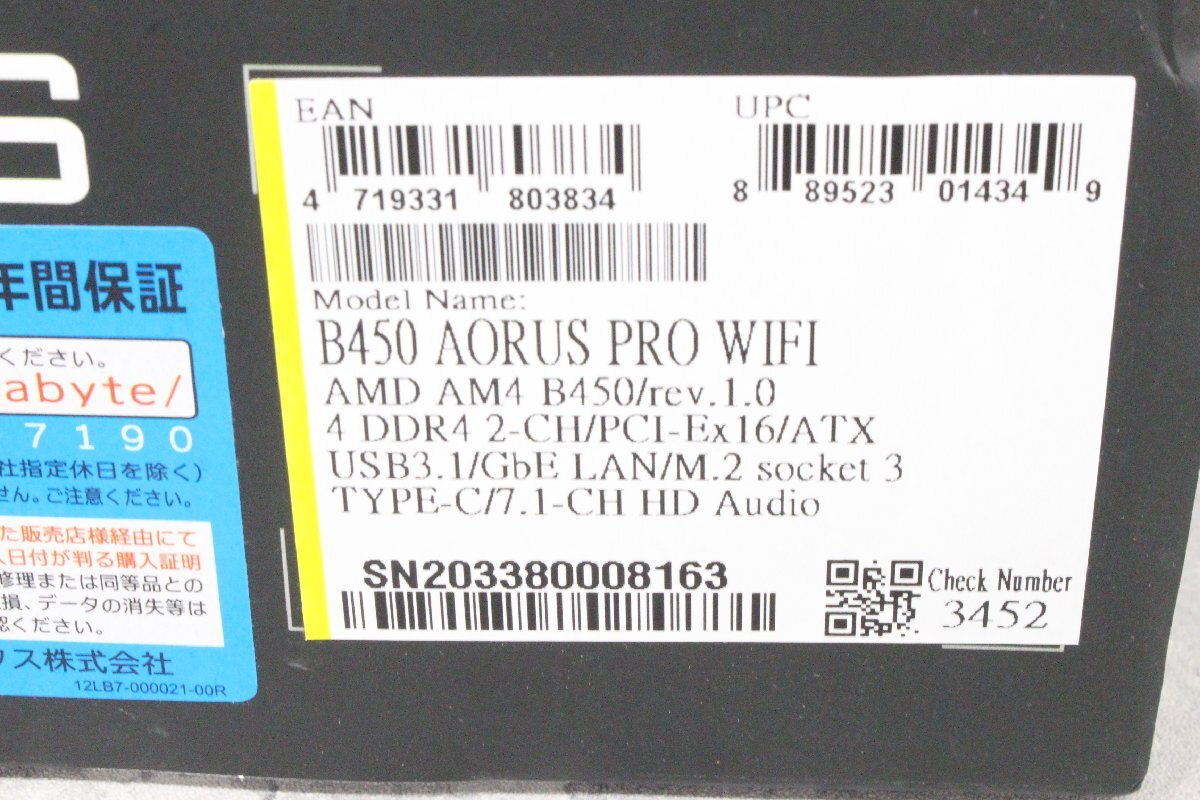 S
EAN
UPC
4 719331 803834
8 89523 01434 9
Model Name:
B450 AORUS PRO WIFI
AMD AM4 B450/rev.1.0
4 DDR4 2-CH/PCI-Ex16/ATX
USB3.1/GbE LAN/M.2 socket 3
TYPE-C/7.1-CH HD Audio
SN203380008163
Check Number
3452
年間保証
ください。
abyte/
7190
社指定休日を除く)
せん。ご注意ください。
た販売店様経由にて
入日付が判る購入証明
修理または同等品との
損、データの消失等は
認ください。
クス株式会社
12LB7-000021-00R